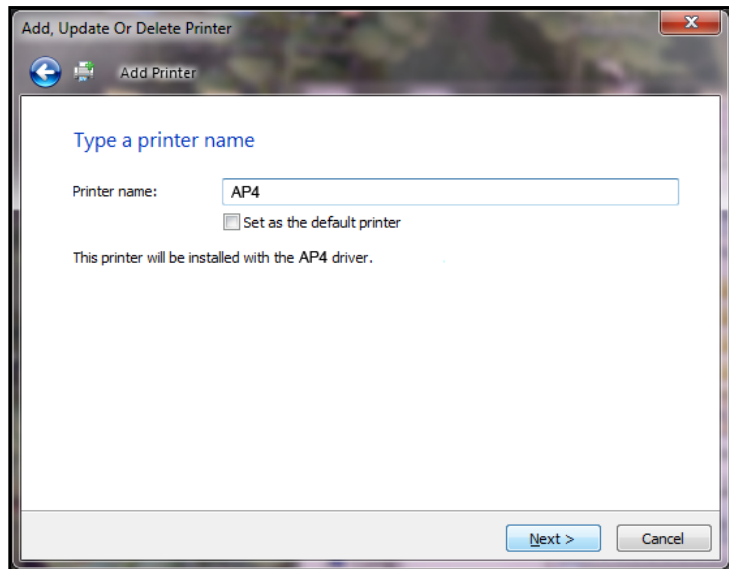 Add, Update Or Delete Printer
Add Printer
Type a printer name
Printer name: AP4
Set as the default printer
This printer will be installed with the AP4 driver.
Next > Cancel